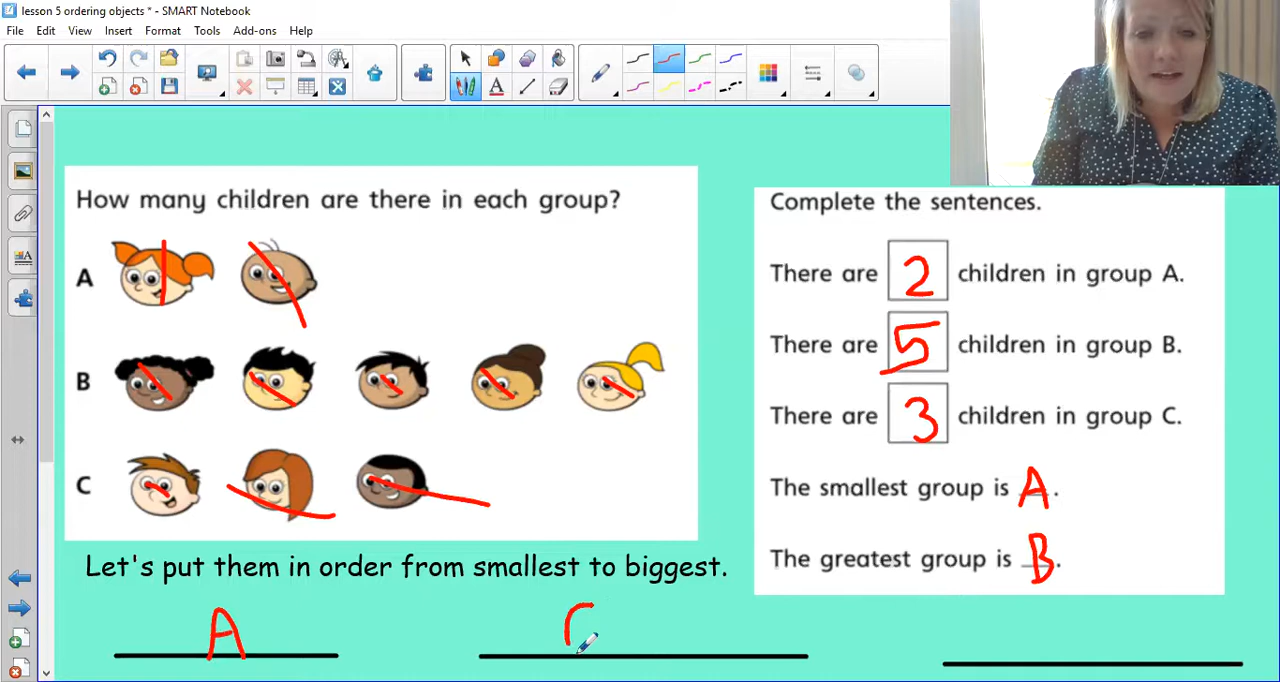 lesson 5 ordering objects * - SMART Notebook
File Edit View Insert Format Tools Add-ons Help
How many children are there in each group?
A
B
C
Let's put them in order from smallest to biggest.
A C
Complete the sentences.
There are 2 children in group A.
There are 5 children in group B.
There are 3 children in group C.
The smallest group is A.
The greatest group is B.